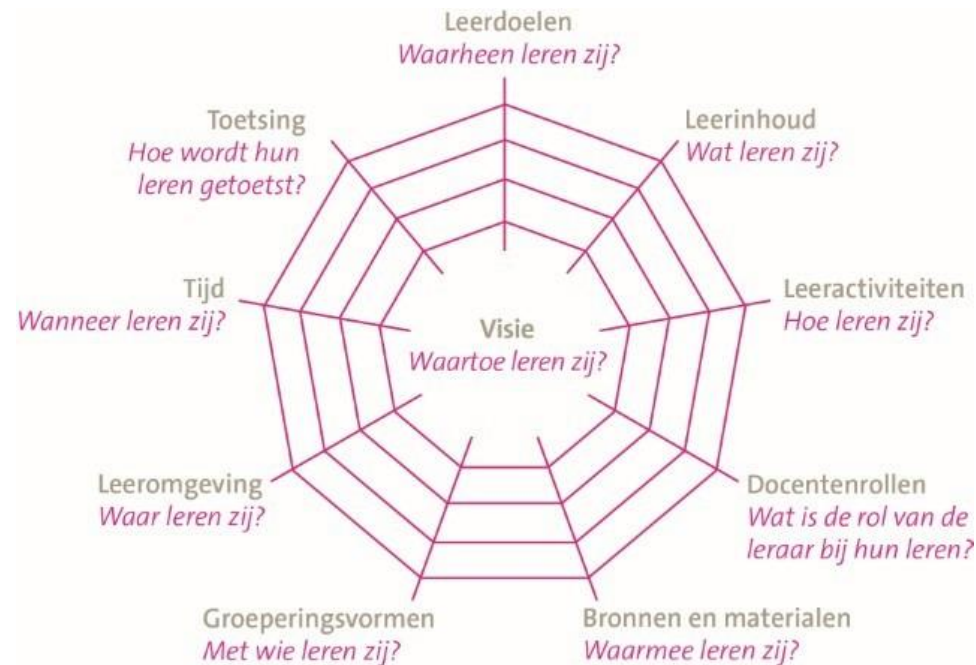 Leerdoelen
Waarheen leren zij?
Leerinhoud
Wat leren zij?
Leeractiviteiten
Hoe leren zij?
Docentenrollen
Wat is de rol van de
leraar bij hun leren?
Bronnen en materialen
Waarmee leren zij?
Groeperingsvormen
Met wie leren zij?
Leeromgeving
Waar leren zij?
Tijd
Wanneer leren zij?
Toetsing
Hoe wordt hun
leren getoetst?
Visie
Waartoe leren zij?